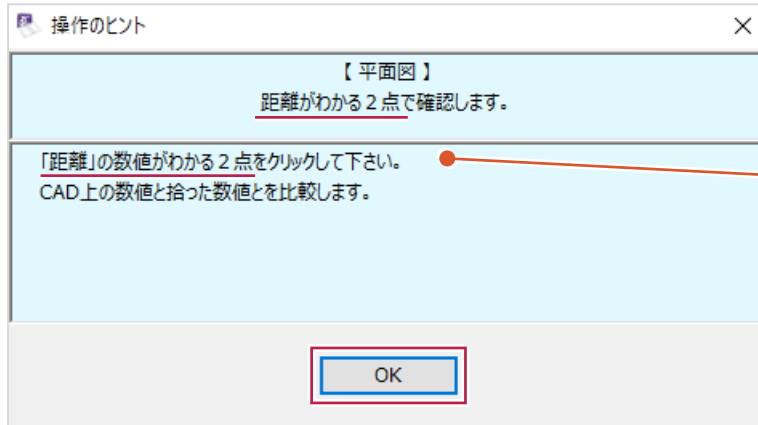 操作のヒント
【 平面図 】
距離がわかる２点で確認します。
「距離」の数値がわかる２点をクリックして下さい。
CAD上の数値と拾った数値とを比較します。
OK